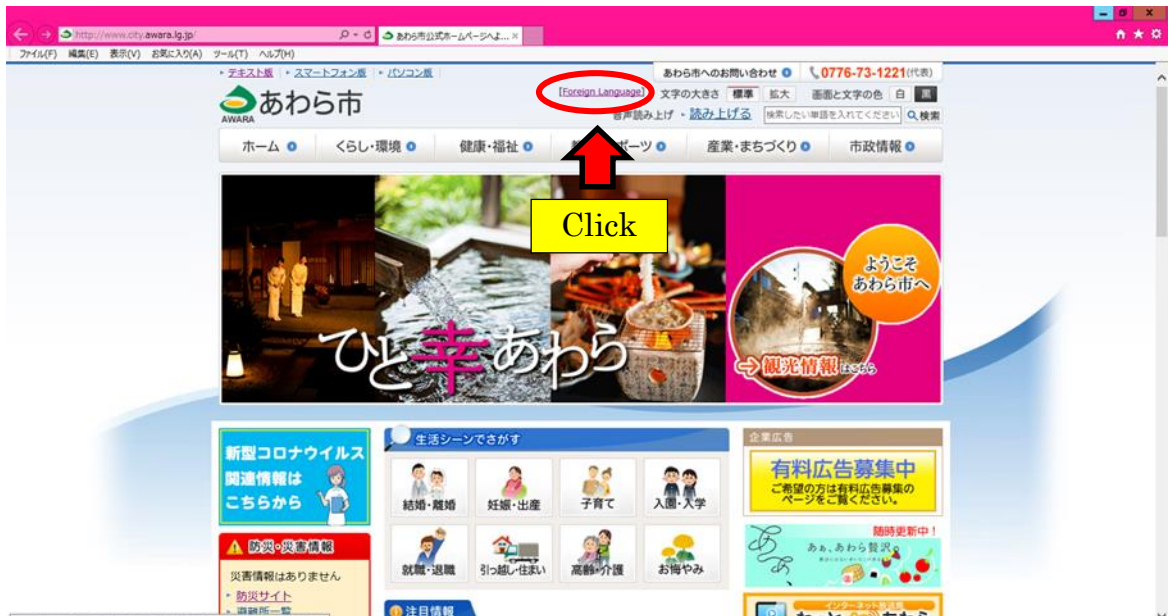 http://www.city.awara.lg.jp/
あわら市公式ホームページへよ...
ファイル(F) 編集(E) 表示(V) お気に入り(A) ツール(T) ヘルプ(H)
テキスト版 スマートフォン版 パソコン版
あわら市へのお問い合わせ 0776-73-1221(代表)
[Foreign Language] 文字の大きさ 標準 拡大 画面と文字の色 白 黒
あわら市
AWARA
音声読み上げ 読み上げる 検索したい単語を入れてください 検索
ホーム くらし・環境 健康・福祉 ーツ 産業・まちづくり 市政情報
Click
ようこそ
あわら市へ
ひと幸あわら
観光情報はこちら
新型コロナウイルス
関連情報は
こちらから
生活シーンでさがす
結婚・離婚 妊娠・出産 子育て 入園・入学
就職・退職 引っ越し・住まい 高齢・介護 お悔やみ
企業広告
有料広告募集中
ご希望の方は有料広告募集の
ページをご覧ください。
随時更新中!
あぁ、あわら贅沢。
防災・災害情報
災害情報はありません
防災サイト
避難所一覧
注目情報
インターネット放送局